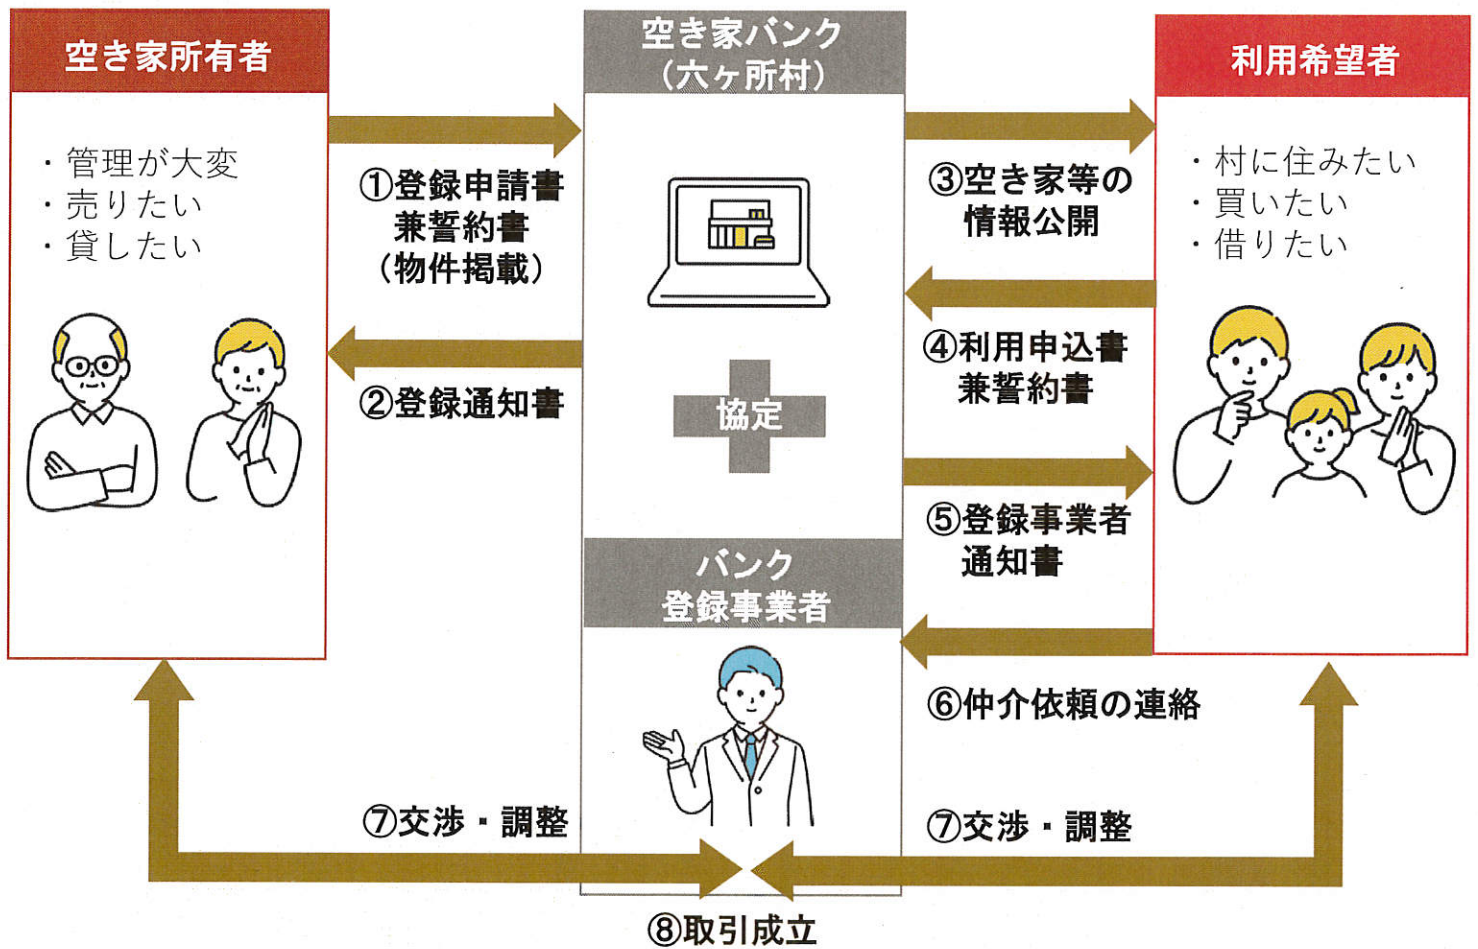 空き家所有者
・管理が大変
・売りたい
・貸したい
①登録申請書
兼誓約書
（物件掲載）
②登録通知書
空き家バンク
（六ヶ所村）
協定
バンク
登録事業者
③空き家等の
情報公開
④利用申込書
兼誓約書
⑤登録事業者
通知書
⑥仲介依頼の連絡
利用希望者
・村に住みたい
・買いたい
・借りたい
⑦交渉・調整
⑦交渉・調整
⑧取引成立